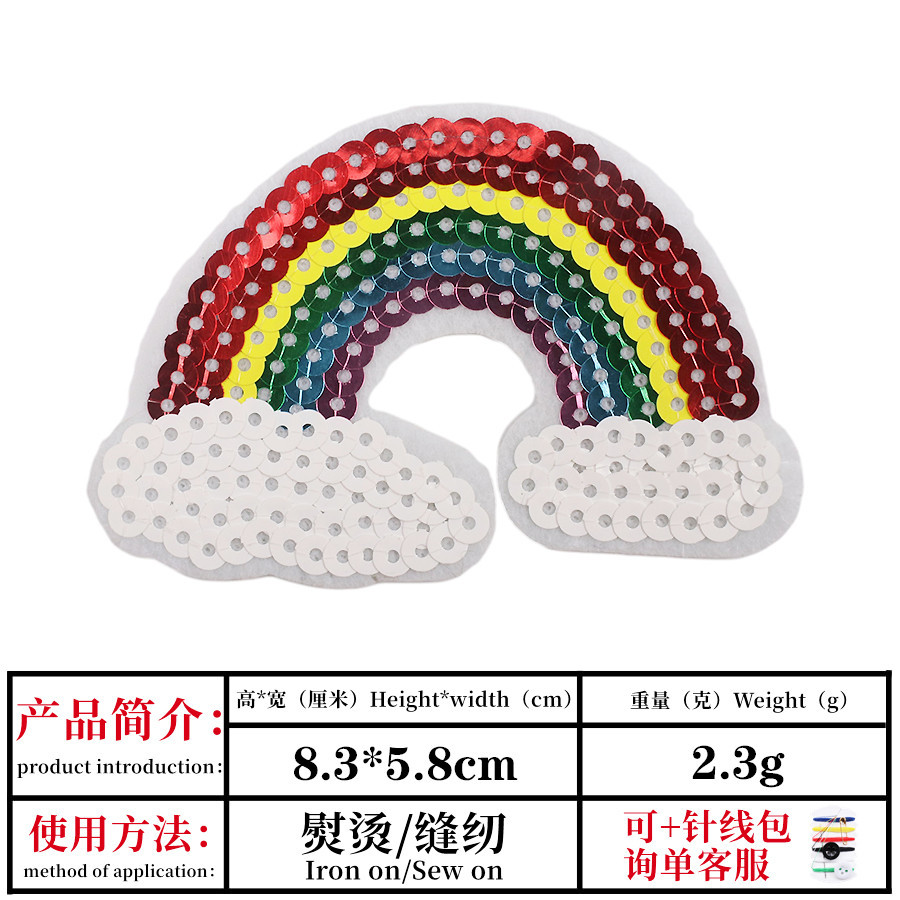 产品简介：
product introduction：
高*宽（厘米）Height*width（cm）
重量（克）Weight（g）
8.3*5.8cm
2.3g
使用方法：
method of application：
熨烫/缝纫
Iron on/Sew on
可+针线包
询单客服